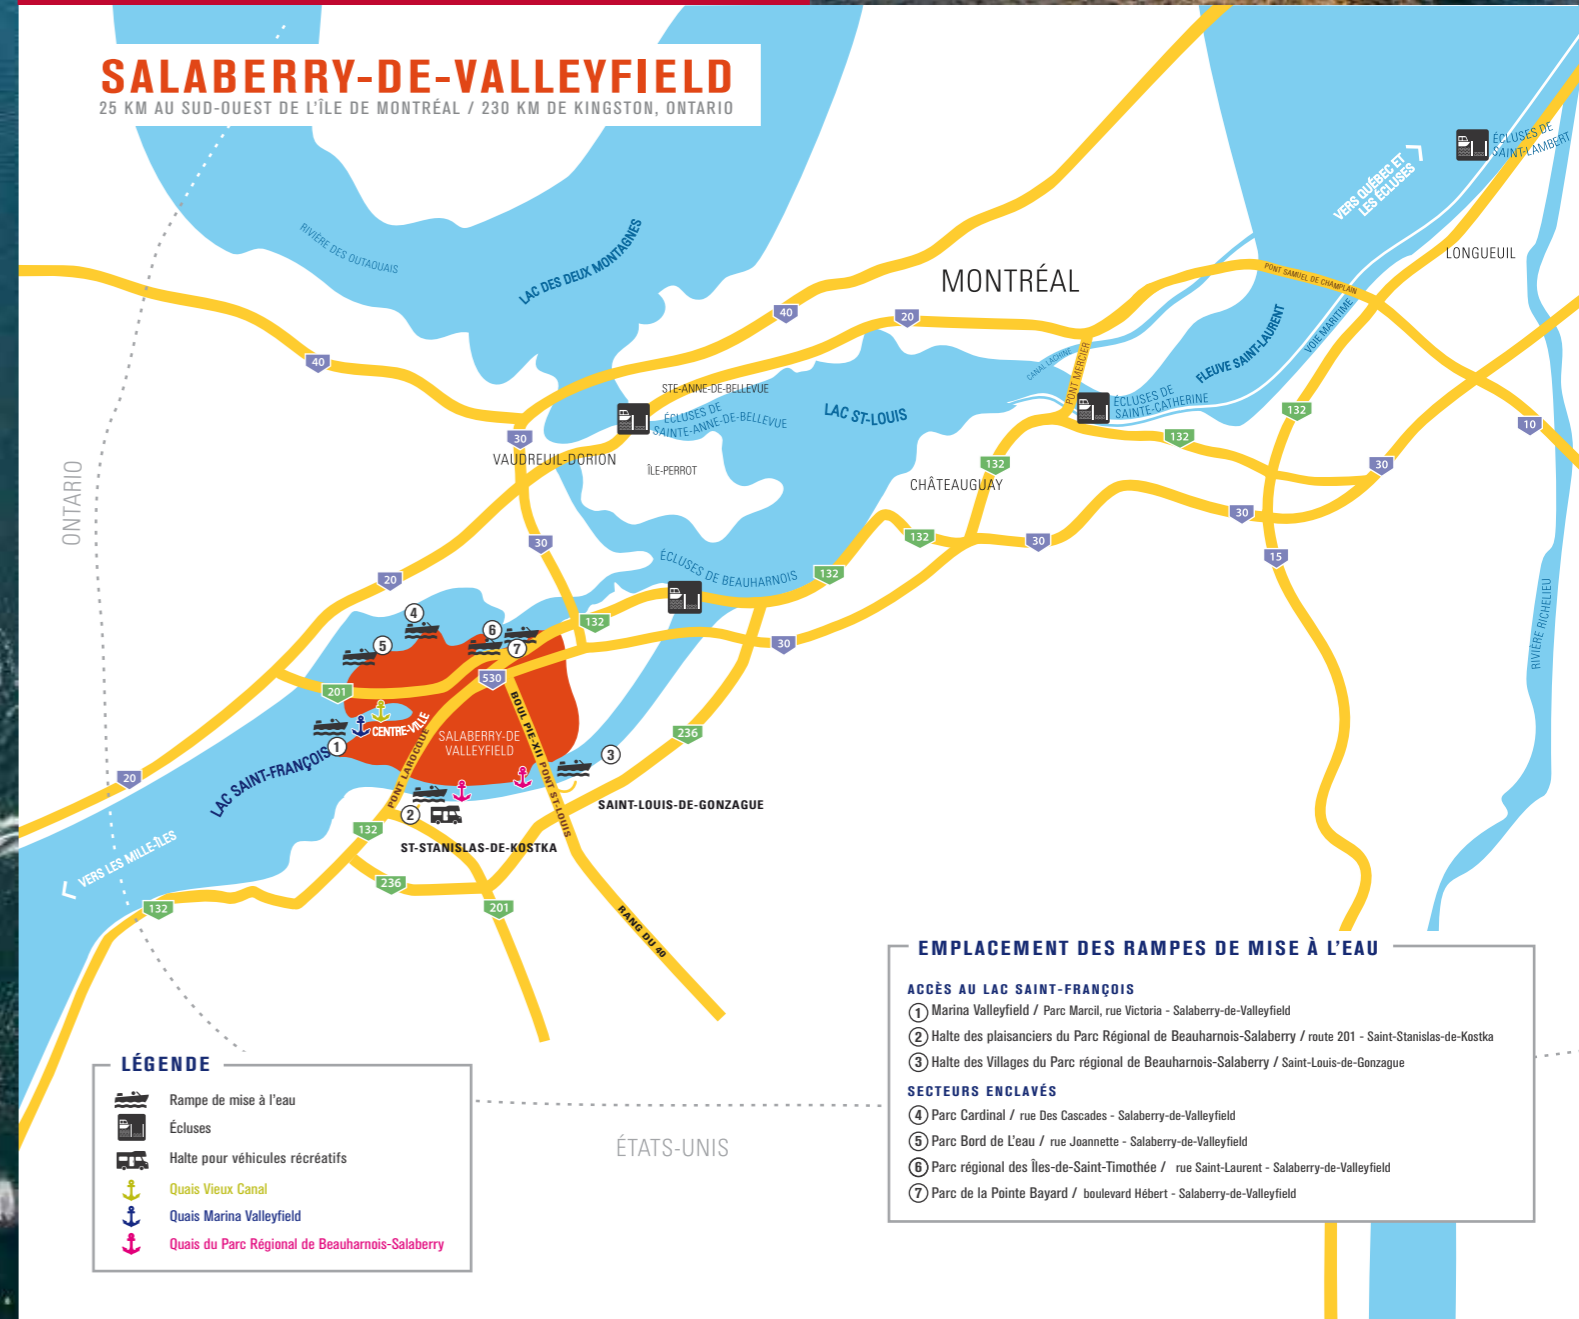 SALABERRY-DE-VALLEYFIELD
25 KM AU SUD-OUEST DE L'ÎLE DE MONTRÉAL / 230 KM DE KINGSTON, ONTARIO
ÉCLUSES DE
SAINT-LAMBERT
VERS QUÉBEC ET
LES ÉCLUSES
RIVIÈRE DES OUTAOUAIS
LAC DES DEUX MONTAGNES
MONTRÉAL
LONGUEUIL
PONT SAMUEL DE CHAMPLAIN
40
20
40
VOIE MARITIME
FLEUVE SAINT-LAURENT
CANAL LACHINE
PONT MERCIER
STE-ANNE-DE-BELLEVUE
ÉCLUSES DE
SAINTE-ANNE-DE-BELLEVUE
LAC ST-LOUIS
ÉCLUSES DE
SAINTE-CATHERINE
132
10
30
VAUDREUIL-DORION
ÎLE-PERROT
132
132
30
CHÂTEAUGUAY
ONTARIO
30
132
30
30
15
ÉCLUSES DE BEAUHARNOIS
132
20
RIVIÈRE RICHELIEU
4
6
132
5
7
30
530
201
BOUL PIE-XII
CENTRE-VILLE
SALABERRY-DE
VALLEYFIELD
236
1
3
PONT LAROCQUE
LAC SAINT-FRANÇOIS
20
PONT ST-LOUIS
SAINT-LOUIS-DE-GONZAGUE
2
132
ST-STANISLAS-DE-KOSTKA
VERS LES MILLE-ÎLES
236
132
201
RANG DU 40
EMPLACEMENT DES RAMPES DE MISE À L'EAU
ACCÈS AU LAC SAINT-FRANÇOIS
1 Marina Valleyfield / Parc Marcil, rue Victoria - Salaberry-de-Valleyfield
2 Halte des plaisanciers du Parc Régional de Beauharnois-Salaberry / route 201 - Saint-Stanislas-de-Kostka
3 Halte des Villages du Parc régional de Beauharnois-Salaberry / Saint-Louis-de-Gonzague
SECTEURS ENCLAVÉS
4 Parc Cardinal / rue Des Cascades - Salaberry-de-Valleyfield
5 Parc Bord de L'eau / rue Joannette - Salaberry-de-Valleyfield
6 Parc régional des Îles-de-Saint-Timothée / rue Saint-Laurent - Salaberry-de-Valleyfield
7 Parc de la Pointe Bayard / boulevard Hébert - Salaberry-de-Valleyfield
LÉGENDE
Rampe de mise à l'eau
Écluses
Halte pour véhicules récréatifs
Quais Vieux Canal
Quais Marina Valleyfield
Quais du Parc Régional de Beauharnois-Salaberry
ÉTATS-UNIS